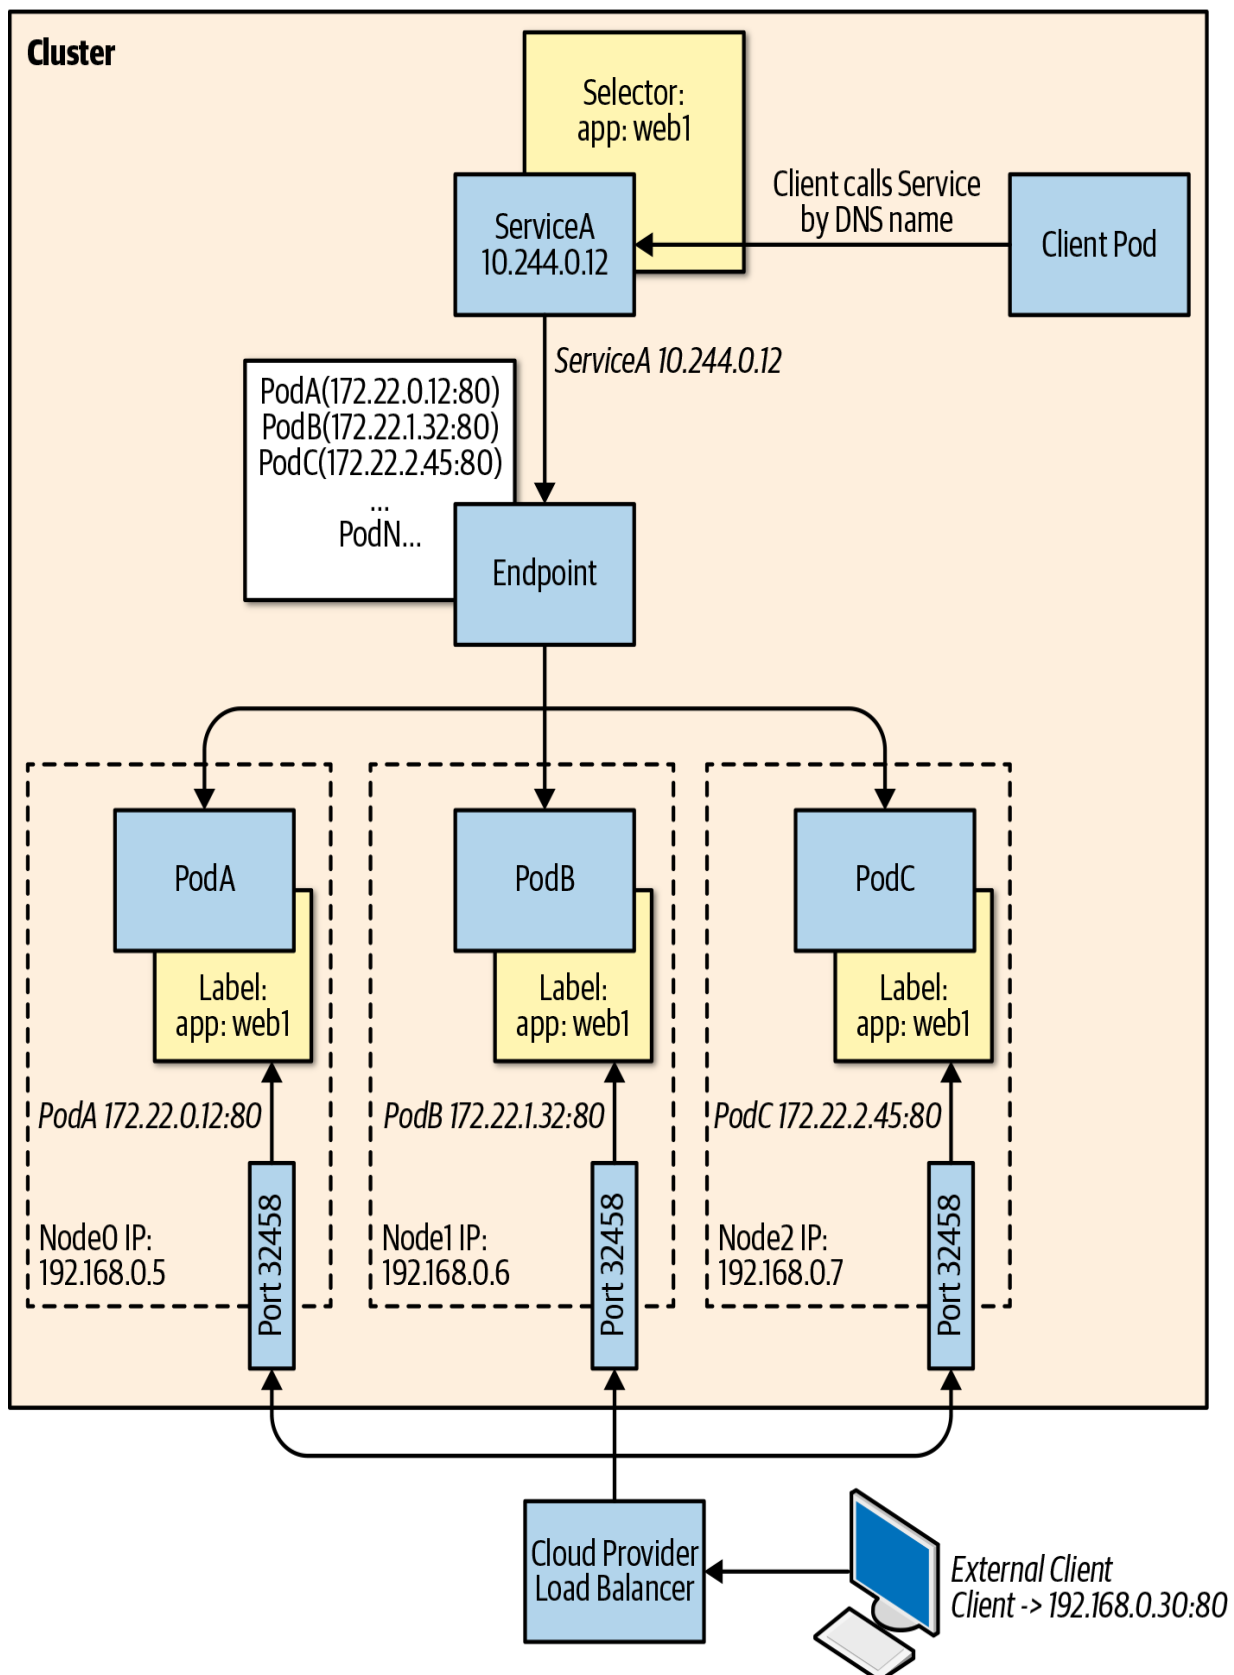 Cluster
Selector:
app: web1
Client calls Service
by DNS name
ServiceA
10.244.0.12
Client Pod
ServiceA 10.244.0.12
PodA(172.22.0.12:80)
PodB(172.22.1.32:80)
PodC(172.22.2.45:80)
...
PodN...
Endpoint
PodA
PodB
PodC
Label:
app: web1
Label:
app: web1
Label:
app: web1
PodA 172.22.0.12:80
PodB 172.22.1.32:80
PodC 172.22.2.45:80
Node0 IP:
192.168.0.5
Port 32458
Node1 IP:
192.168.0.6
Port 32458
Node2 IP:
192.168.0.7
Port 32458
Cloud Provider
Load Balancer
External Client
Client -> 192.168.0.30:80